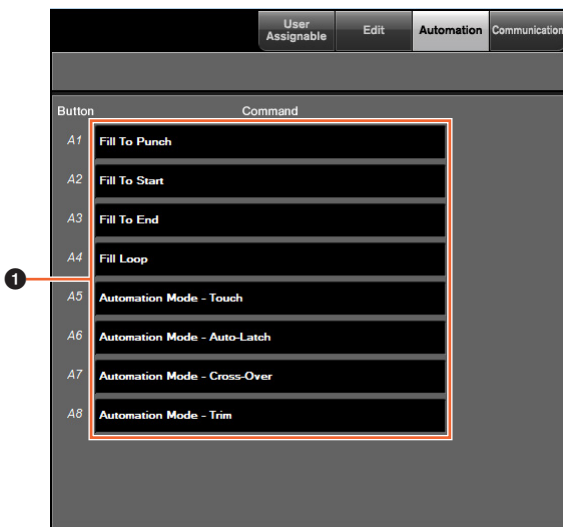 User Assignable Edit Automation Communication
Button Command
A1 Fill To Punch
A2 Fill To Start
A3 Fill To End
A4 Fill Loop
1
A5 Automation Mode - Touch
A6 Automation Mode - Auto-Latch
A7 Automation Mode - Cross-Over
A8 Automation Mode - Trim